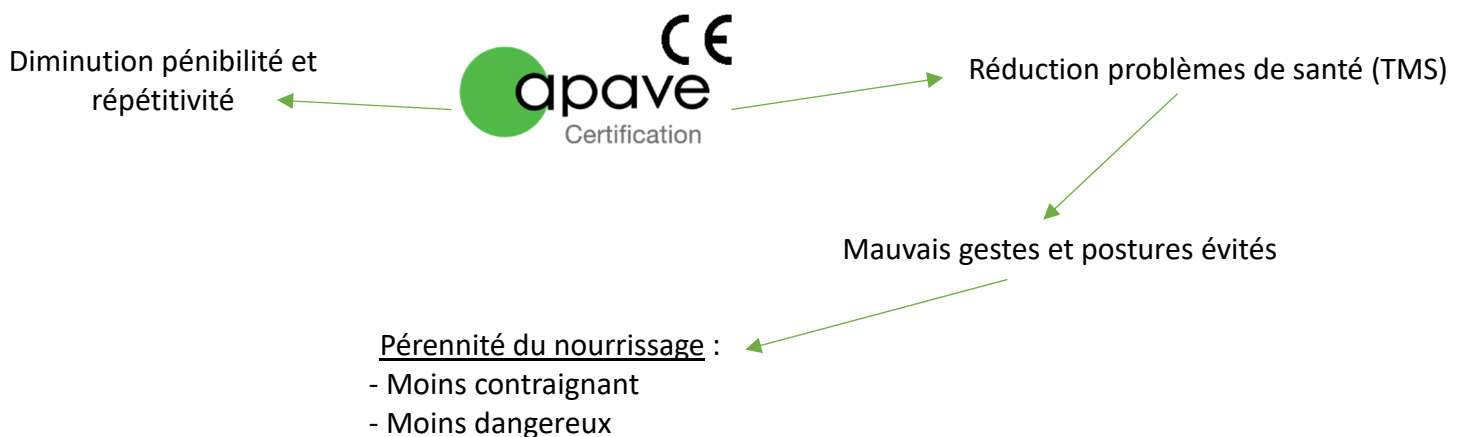 Diminution pénibilité et
répétitivité
CE
apave
Certification
Réduction problèmes de santé (TMS)
Mauvais gestes et postures évités
Pérennité du nourrissage :
- Moins contraignant
- Moins dangereux